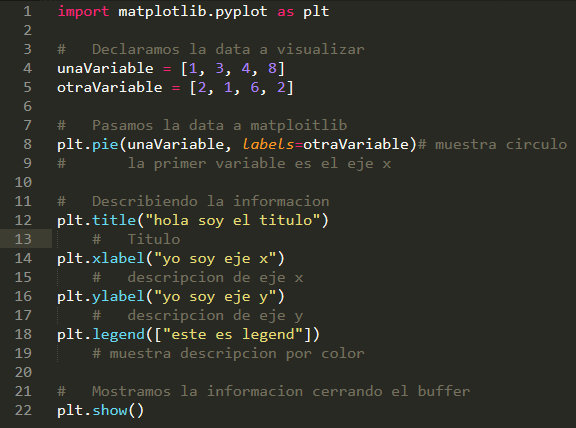 1 import matplotlib.pyplot as plt
2
3 #   Declaramos la data a visualizar
4 unaVariable = [1, 3, 4, 8]
5 otraVariable = [2, 1, 6, 2]
6
7 #   Pasamos la data a matploitlib
8 plt.pie(unaVariable, labels=otraVariable)# muestra circulo
9 #       la primer variable es el eje x
10
11 #   Describiendo la informacion
12 plt.title("hola soy el titulo")
13     #   Titulo
14 plt.xlabel("yo soy eje x")
15     #   descripcion de eje x
16 plt.ylabel("yo soy eje y")
17     #   descripcion de eje y
18 plt.legend(["este es legend"])
19     # muestra descripcion por color
20
21 #   Mostramos la informacion cerrando el buffer
22 plt.show()